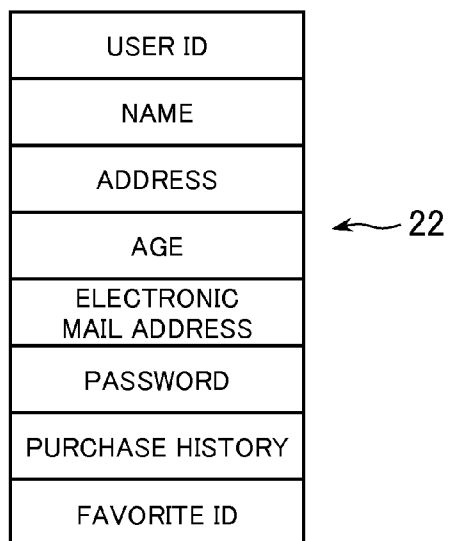 USER ID
NAME
ADDRESS
AGE
22
ELECTRONIC
MAIL ADDRESS
PASSWORD
PURCHASE HISTORY
FAVORITE ID